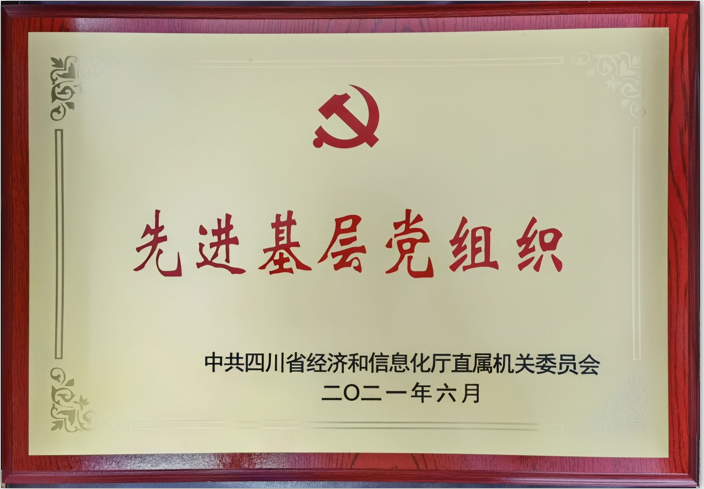 先进基层党组织
中共四川省经济和信息化厅直属机关委员会
二〇二一年六月